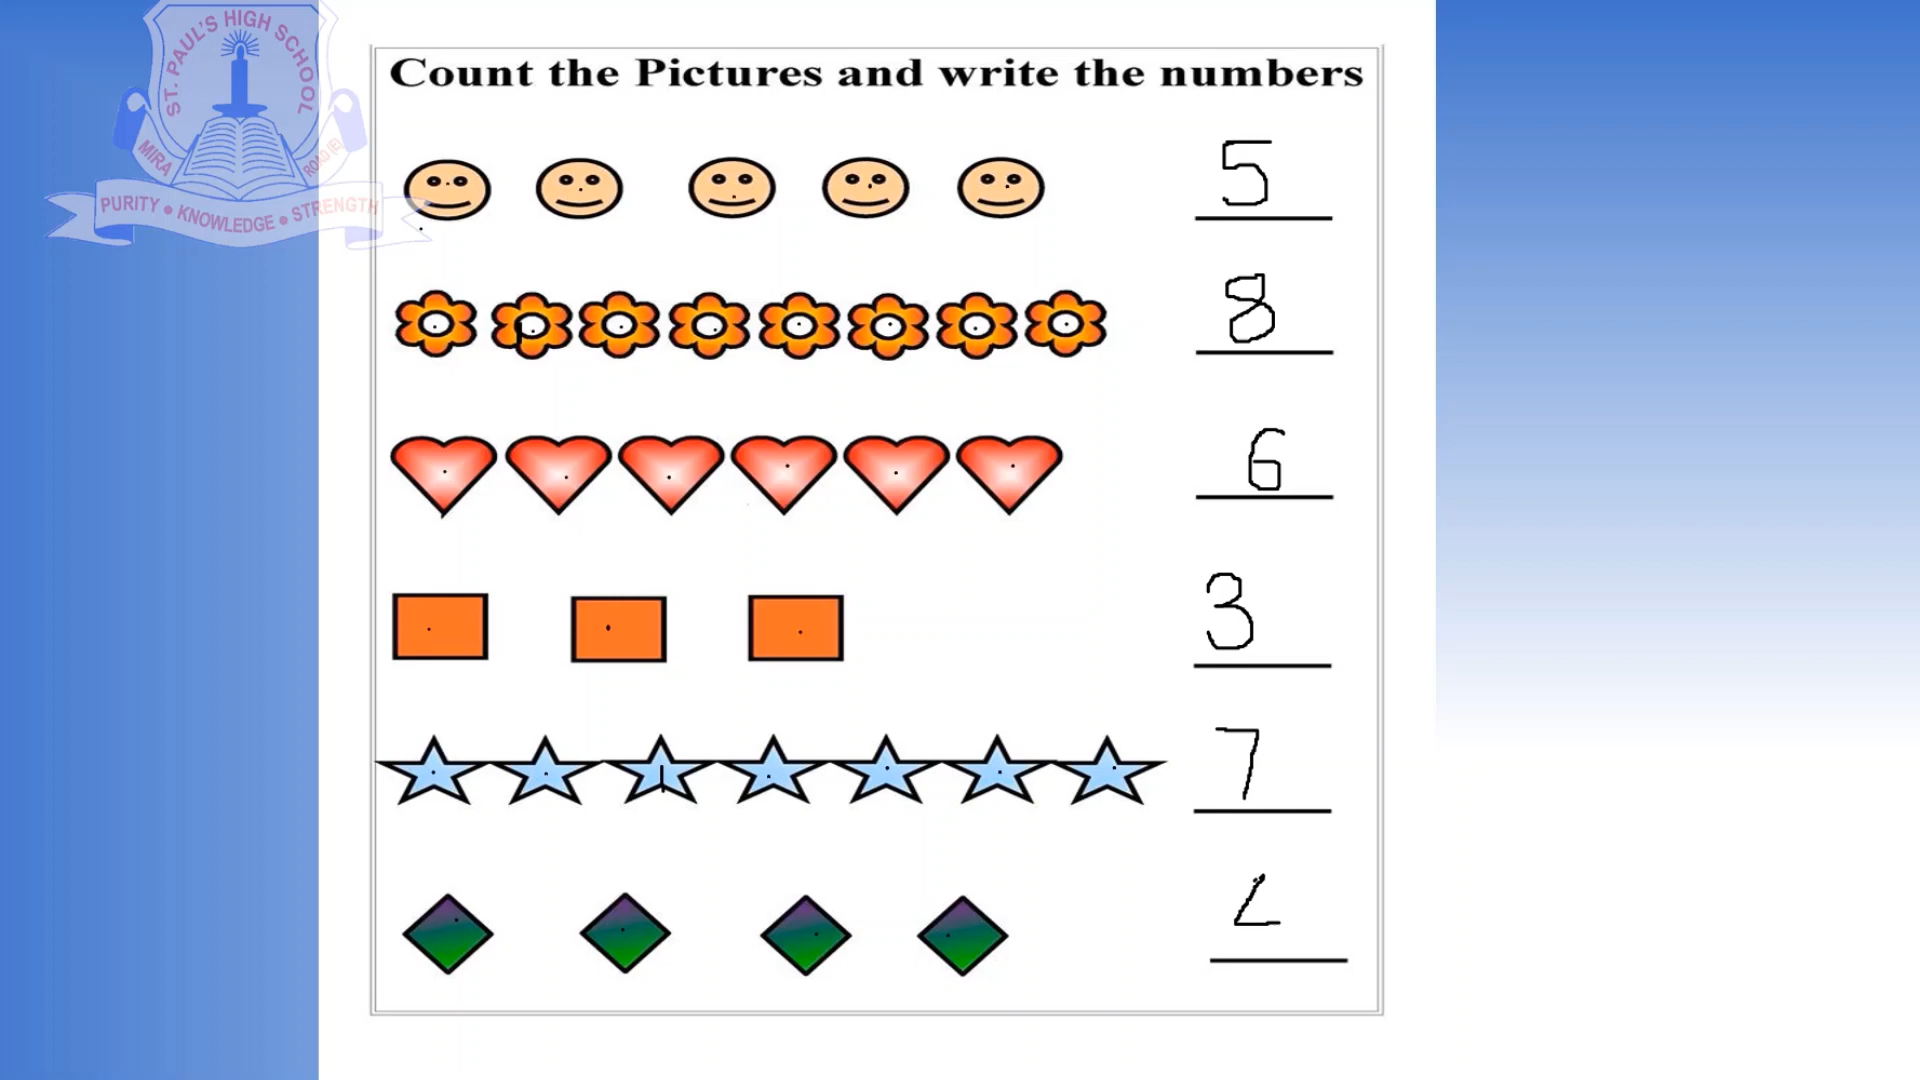 ST. PAUL'S HIGH SCHOOL
MIRA ROAD (E)
PURITY • KNOWLEDGE • STRENGTH
Count the Pictures and write the numbers
5
8
6
3
7